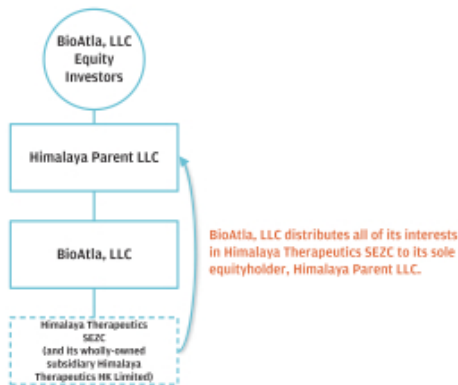 BioAtla, LLC
Equity
Investors
Himalaya Parent LLC
BioAtla, LLC
BioAtla, LLC distributes all of its interests
in Himalaya Therapeutics SEZC to its sole
equityholder, Himalaya Parent LLC.
Himalaya Therapeutics
SEZC
(and its wholly-owned
subsidiary Himalaya
Therapeutics HK Limited)